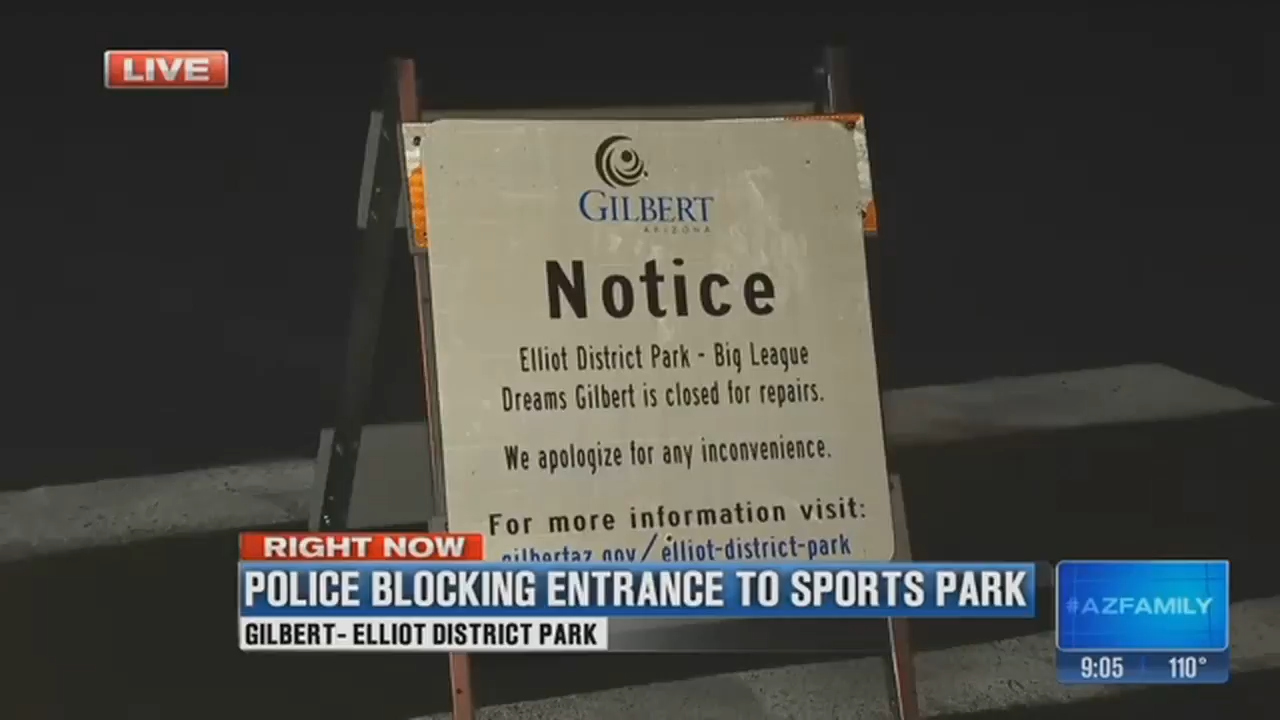 LIVE
GILBERT
ARIZONA
Notice
Elliot District Park - Big League
Dreams Gilbert is closed for repairs.
We apologize for any inconvenience.
For more information visit:
gilbertaz.gov/elliot-district-park
RIGHT NOW
POLICE BLOCKING ENTRANCE TO SPORTS PARK
GILBERT- ELLIOT DISTRICT PARK
#AZFAMILY
9:05 110°